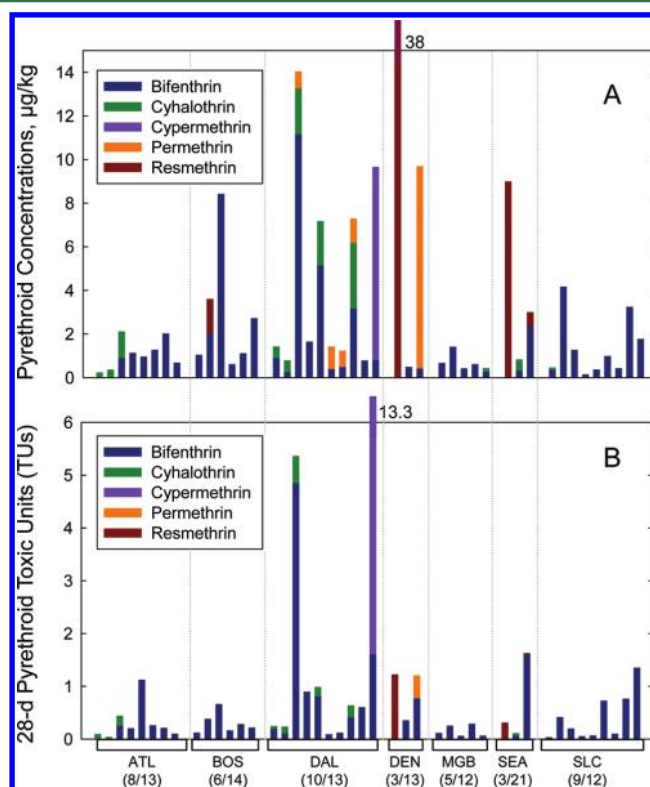 38
A
Pyrethroid Concentrations, µg/kg
14
12
10
8
6
4
2
0
Bifenthrin
Cyhalothrin
Cypermethrin
Permethrin
Resmethrin
13.3
B
28-d Pyrethroid Toxic Units (TUs)
6
5
4
3
2
1
0
Bifenthrin
Cyhalothrin
Cypermethrin
Permethrin
Resmethrin
ATL BOS DAL DEN MGB SEA SLC
(8/13) (6/14) (10/13) (3/13) (5/12) (3/21) (9/12)